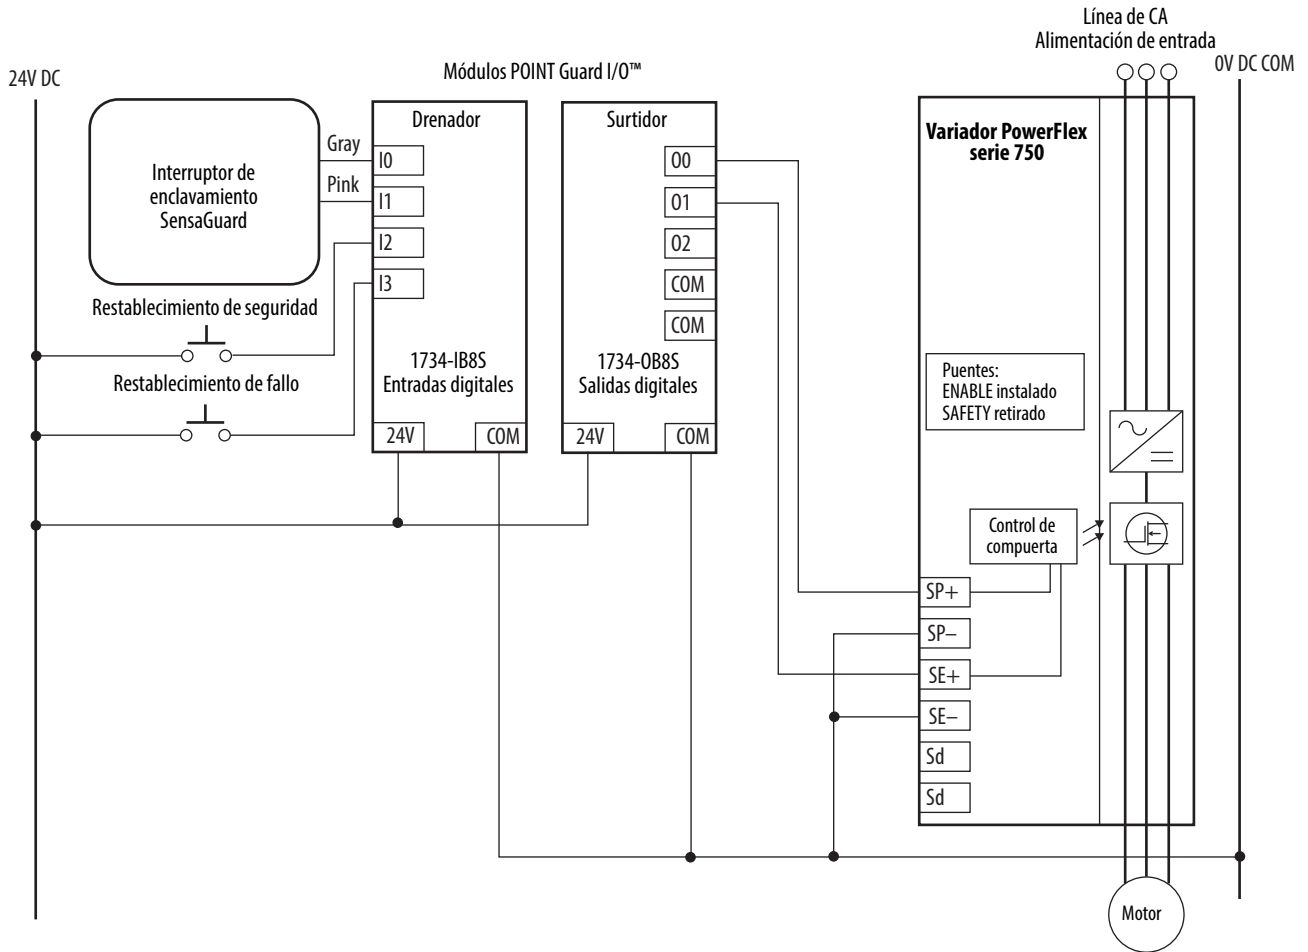 Línea de CA
Alimentación de entrada
24V DC
Módulos POINT Guard I/O™
0V DC COM
Drenador
Surtidor
Variador PowerFlex
serie 750
Interruptor de
enclavamiento
SensaGuard
Gray
Pink
I0
I1
I2
I3
O0
O1
O2
COM
COM
Restablecimiento de seguridad
Restablecimiento de fallo
1734-IB8S
Entradas digitales
1734-OB8S
Salidas digitales
24V
COM
24V
COM
Puentes:
ENABLE instalado
SAFETY retirado
Control de
compuerta
SP+
SP–
SE+
SE–
Sd
Sd
Motor